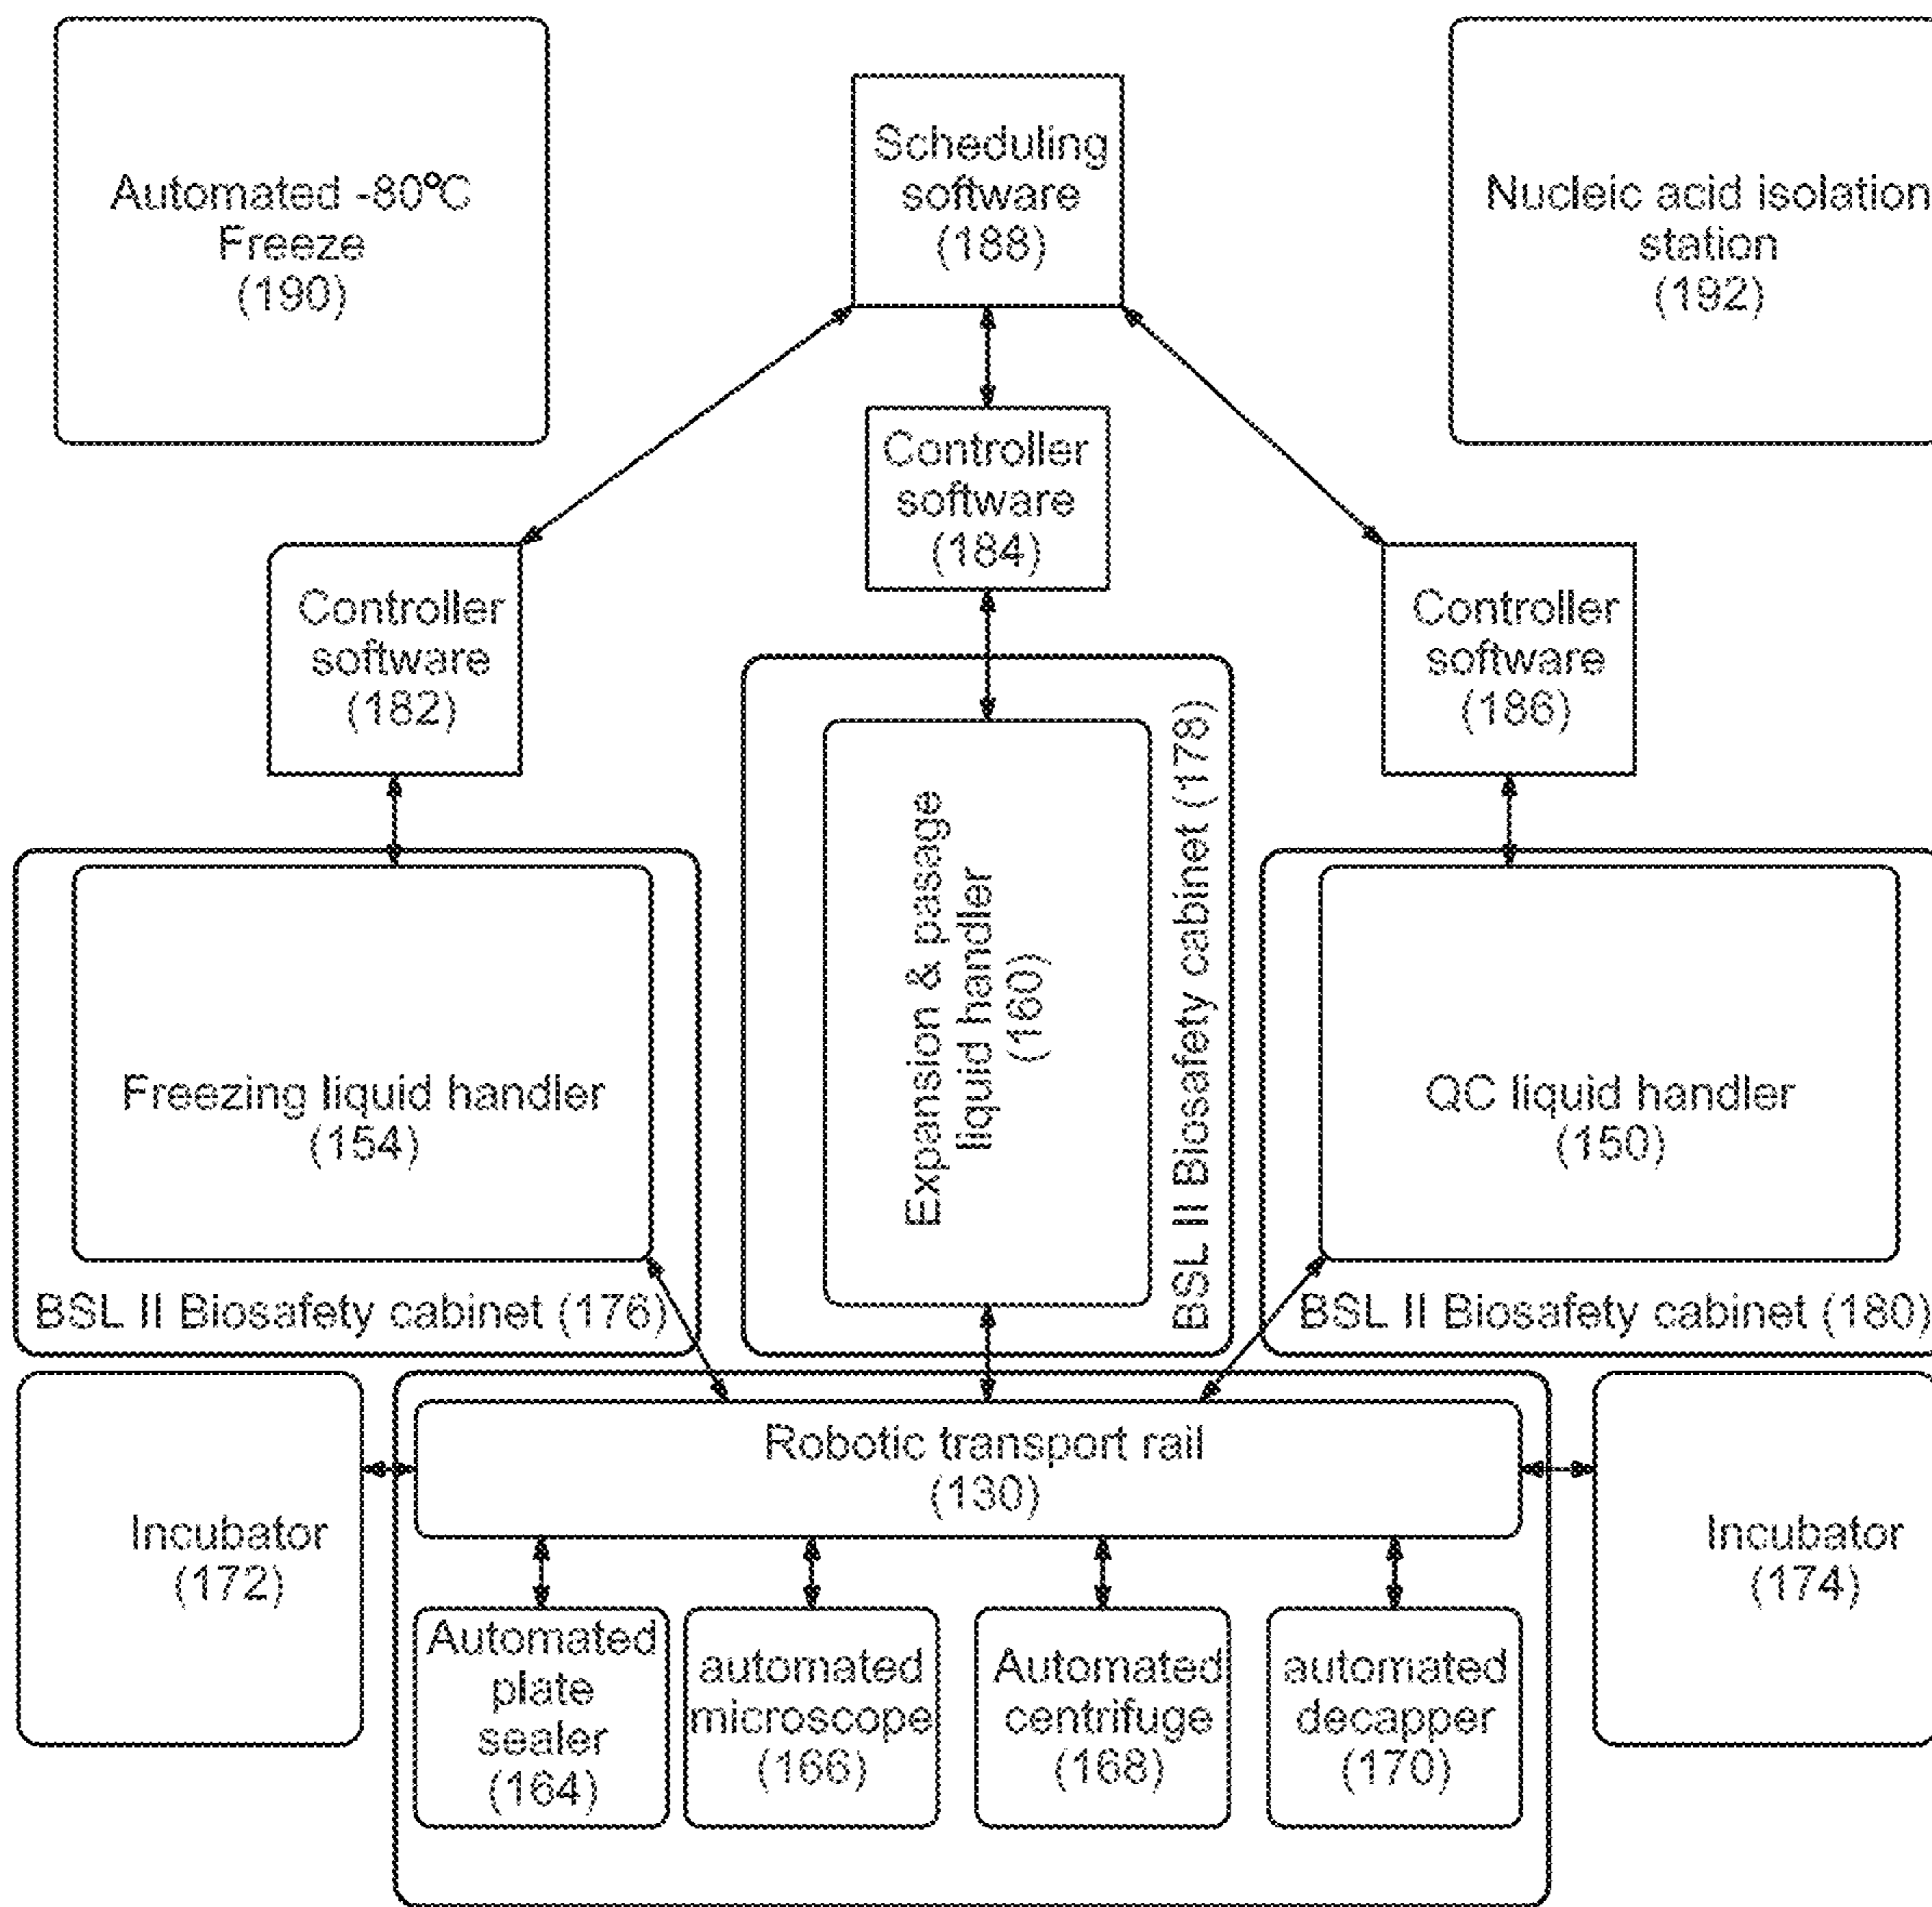 Automated -80°C
Freeze
(190)
Scheduling
software
(188)
Nucleic acid isolation
station
(192)
Controller
software
(184)
Controller
software
(182)
Controller
software
(186)
Freezing liquid handler
(154)
BSL II Biosafety cabinet (176)
Expansion & pasage
liquid handler
(160)
BSL II Biosafety cabinet (178)
QC liquid handler
(150)
BSL II Biosafety cabinet (180)
Robotic transport rail
(130)
Incubator
(172)
Incubator
(174)
Automated
plate
sealer
(164)
automated
microscope
(166)
Automated
centrifuge
(168)
automated
decapper
(170)